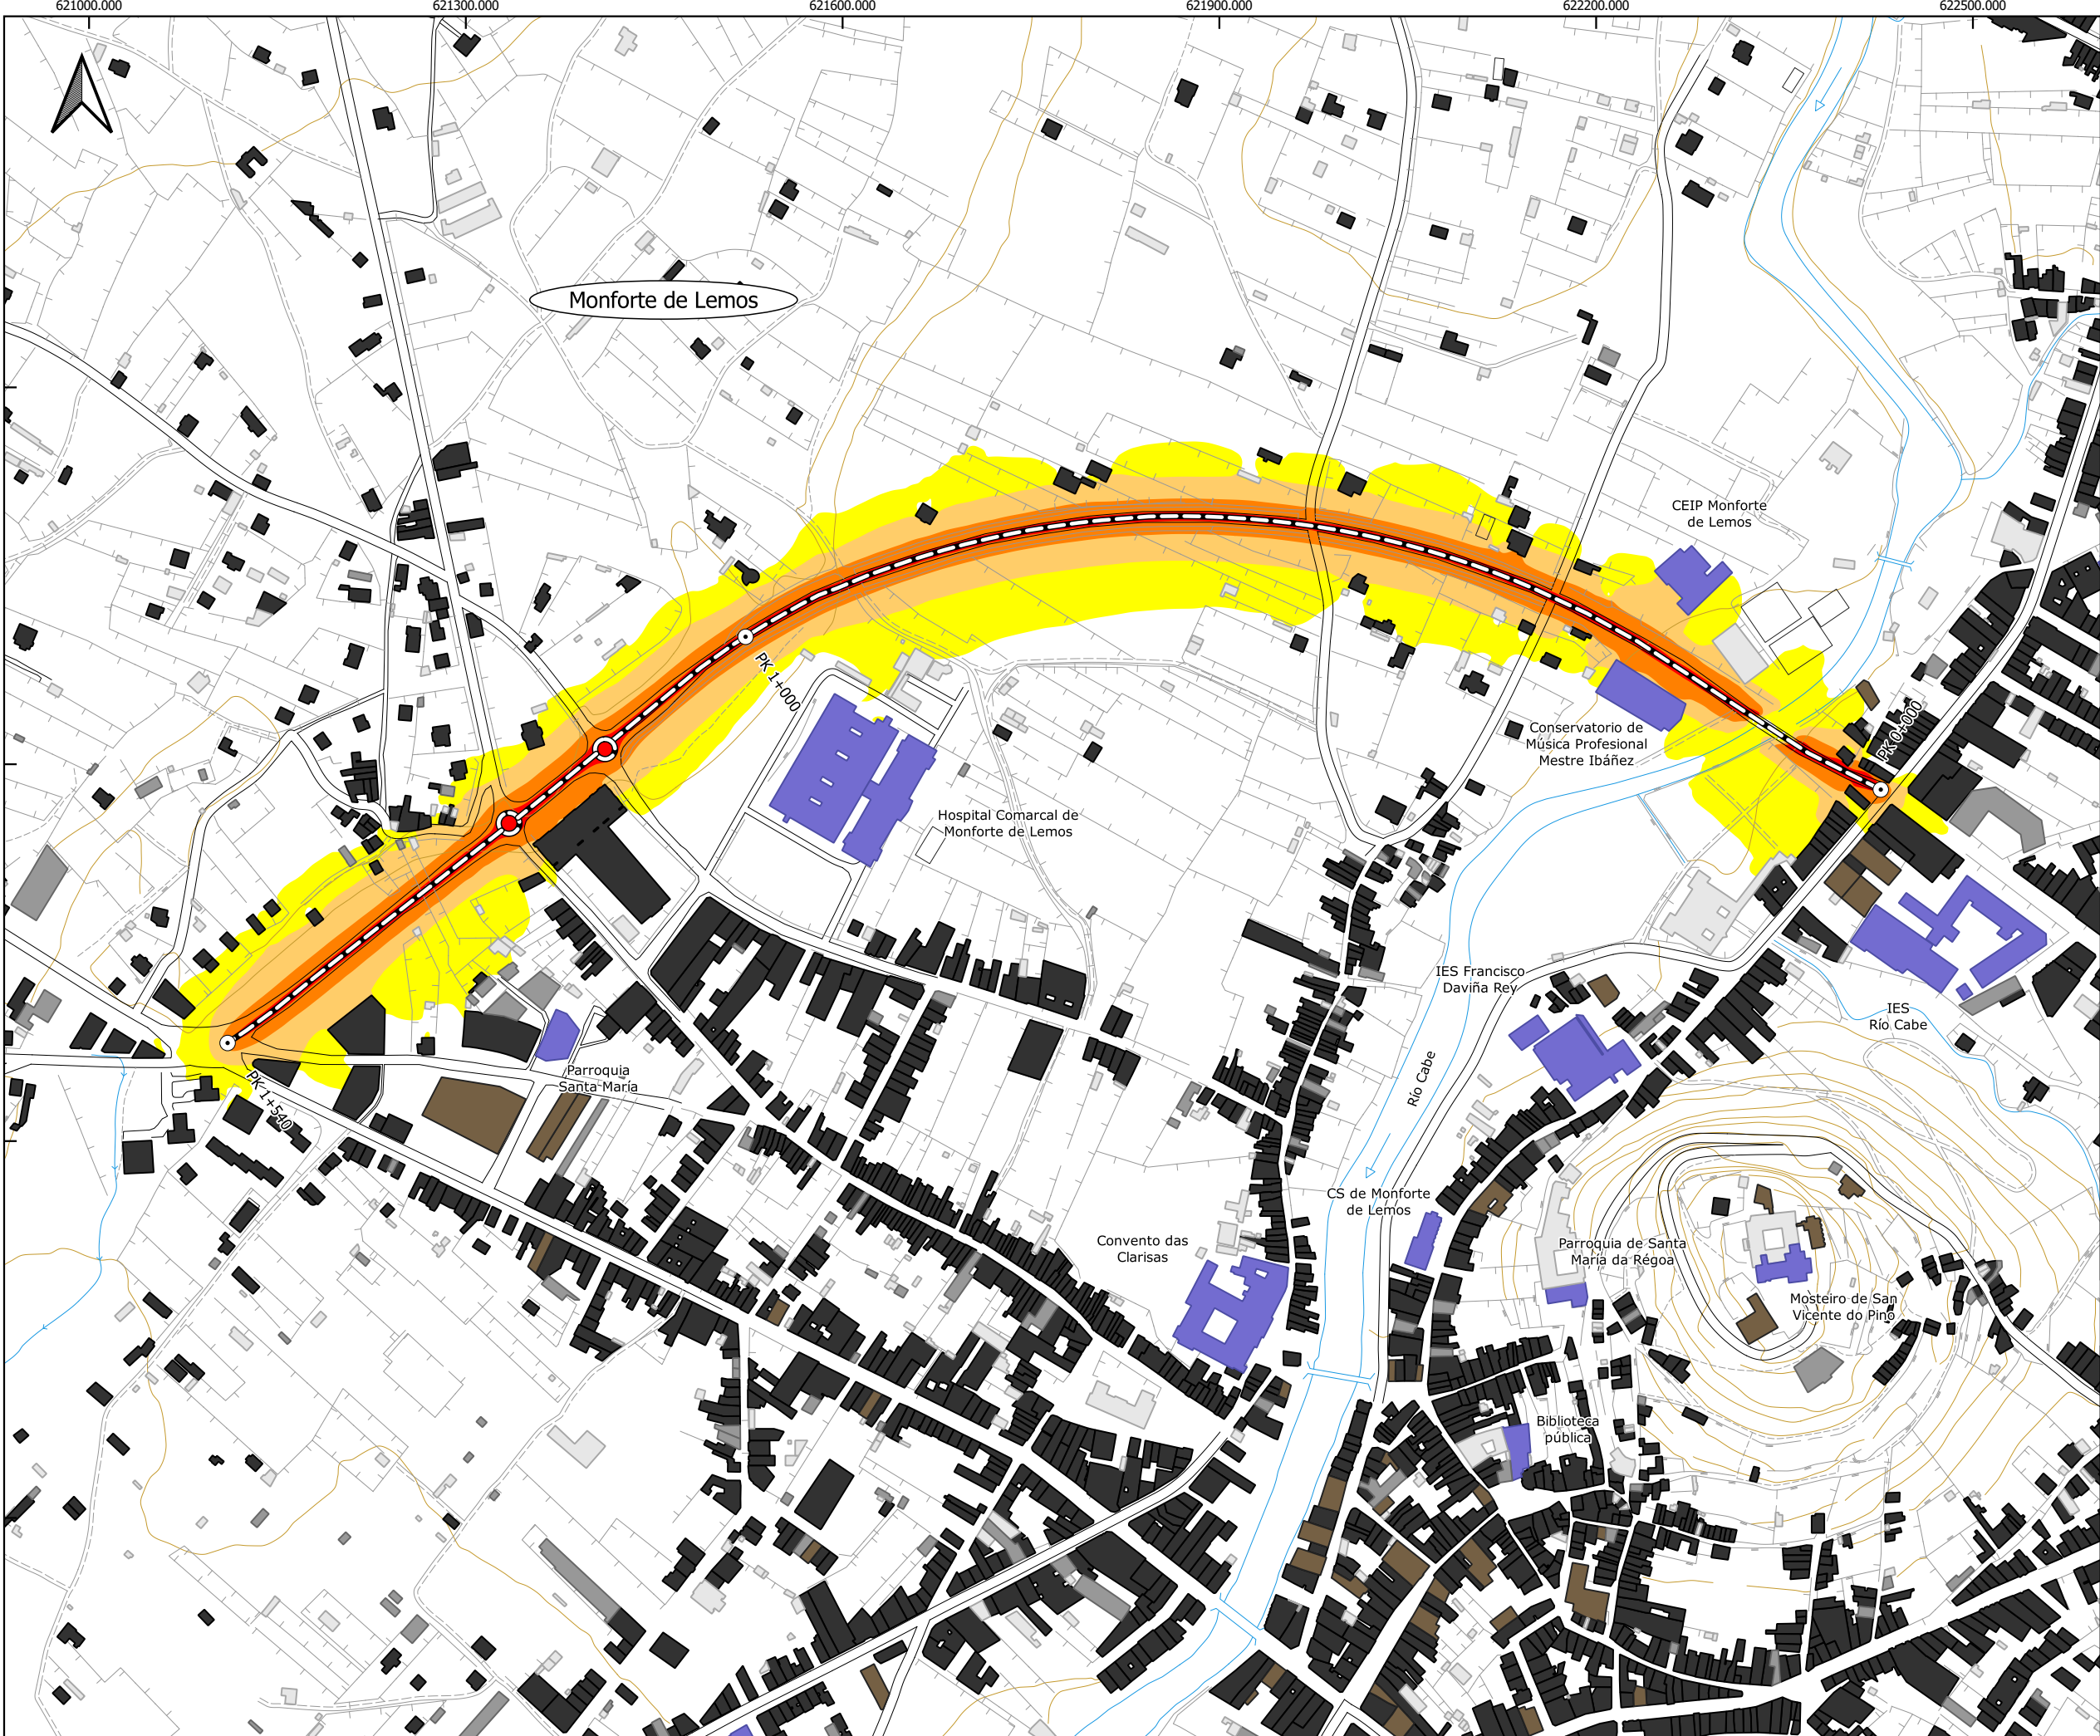 621000.000
621300.000
621600.000
621900.000
622200.000
622500.000
Monforte de Lemos
CEIP Monforte
de Lemos
PK 1+000
PK 0+000
Conservatorio de
Música Profesional
Mestre Ibáñez
Hospital Comarcal de
Monforte de Lemos
IES Francisco
Daviña Rey
IES
Río Cabe
Parroquia
Santa María
PK 1+540
Río Cabe
CS de Monforte
de Lemos
Convento das
Clarisas
Parroquia de Santa
María da Régoa
Mosteiro de San
Vicente do Pino
Biblioteca
pública